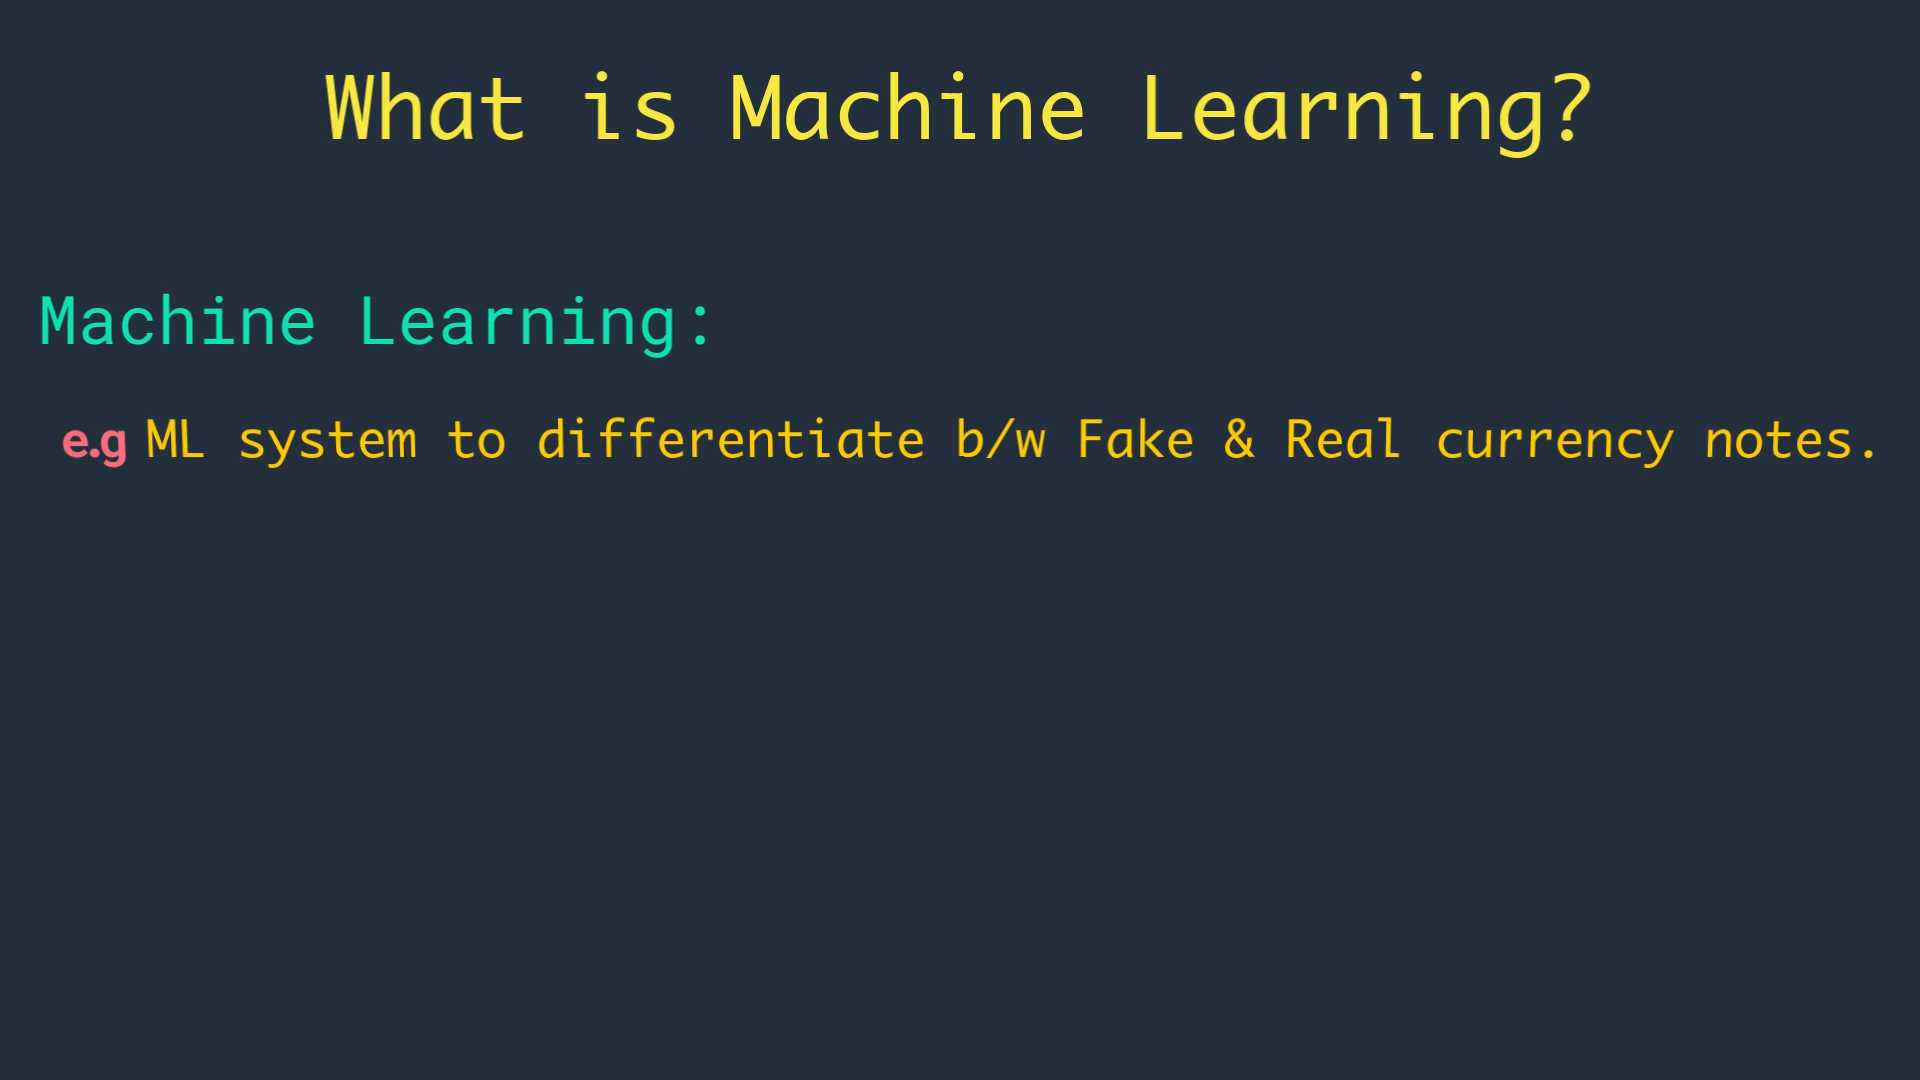 What is Machine Learning?
Machine Learning:
e.g ML system to differentiate b/w Fake & Real currency notes.